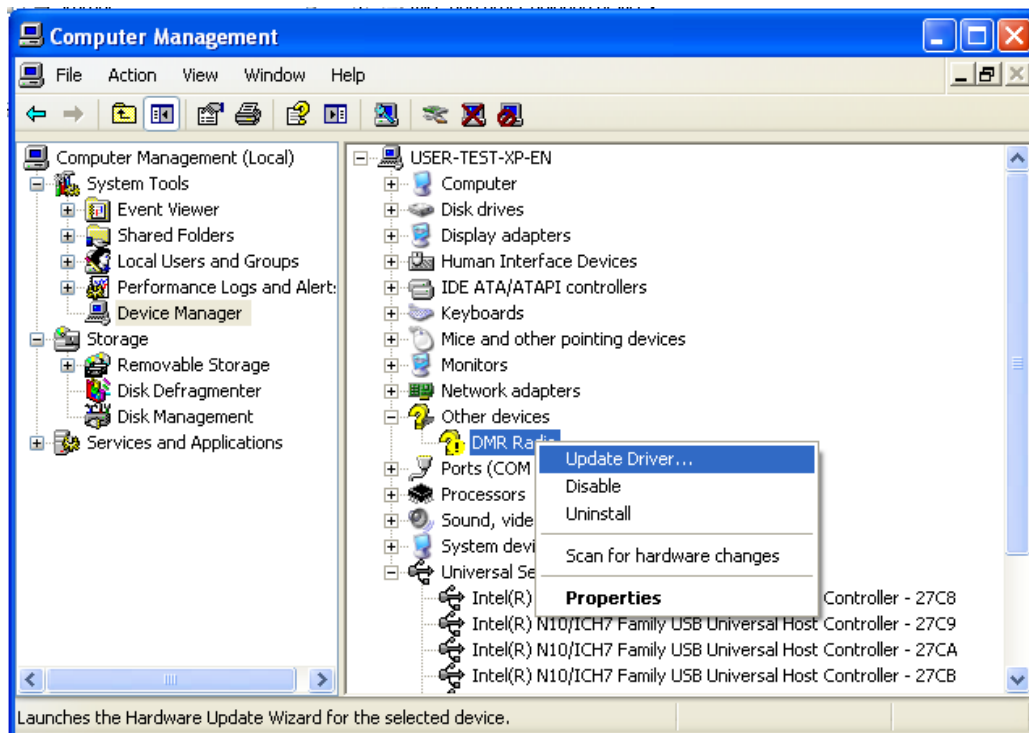 Computer Management
File Action View Window Help
Computer Management (Local)
System Tools
Event Viewer
Shared Folders
Local Users and Groups
Performance Logs and Alert
Device Manager
Storage
Removable Storage
Disk Defragmenter
Disk Management
Services and Applications
USER-TEST-XP-EN
Computer
Disk drives
Display adapters
Human Interface Devices
IDE ATA/ATAPI controllers
Keyboards
Mice and other pointing devices
Monitors
Network adapters
Other devices
DMR Radio
Ports (COM
Processors
Sound, vide
System devi
Universal Se
Intel(R) Controller - 27C8
Intel(R) N10/ICH7 Family USB Universal Host Controller - 27C9
Intel(R) N10/ICH7 Family USB Universal Host Controller - 27CA
Intel(R) N10/ICH7 Family USB Universal Host Controller - 27CB
Update Driver...
Disable
Uninstall
Scan for hardware changes
Properties
Launches the Hardware Update Wizard for the selected device.